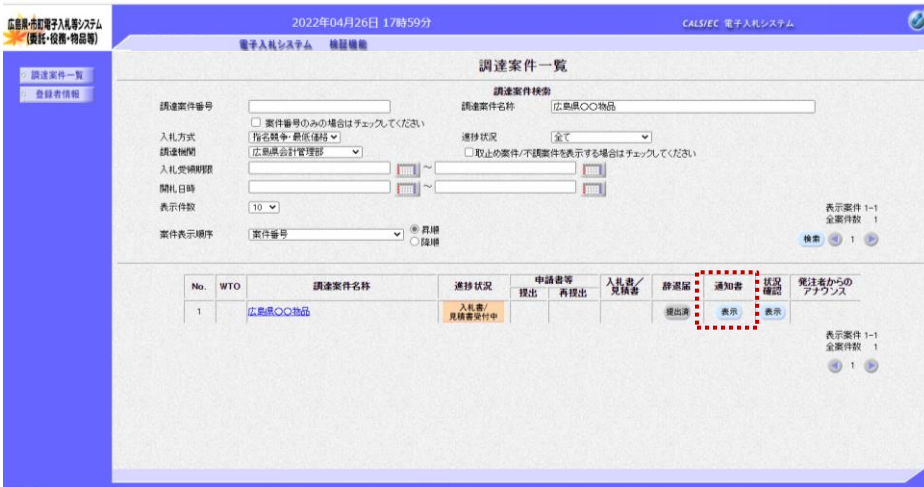 広島県・市町電子入札等システム
(委託・役務・物品等)
2022年04月26日 17時59分
CALS/EC 電子入札システム
電子入札システム 検証機能
調達案件一覧
登録者情報
調達案件一覧
調達案件検索
調達案件番号
調達案件名称 広島県〇〇物品
案件番号のみの場合はチェックしてください
入札方式 指名競争・最低価格
進捗状況 全て
調達機関 広島県会計管理部
取止め案件/不調案件を表示する場合はチェックしてください
入札受領期限 ～
開札日時 ～
表示件数 10
案件表示順序 案件番号
昇順
降順
表示案件 1-1
全案件数 1
検索 1
No. WTO 調達案件名称 進捗状況 申請書等 提出 再提出 入札書/見積書 辞退届 通知書 状況確認 発注者からのアナウンス
1 広島県〇〇物品 入札書/見積書受付中 提出済 表示 表示
表示案件 1-1
全案件数 1
1